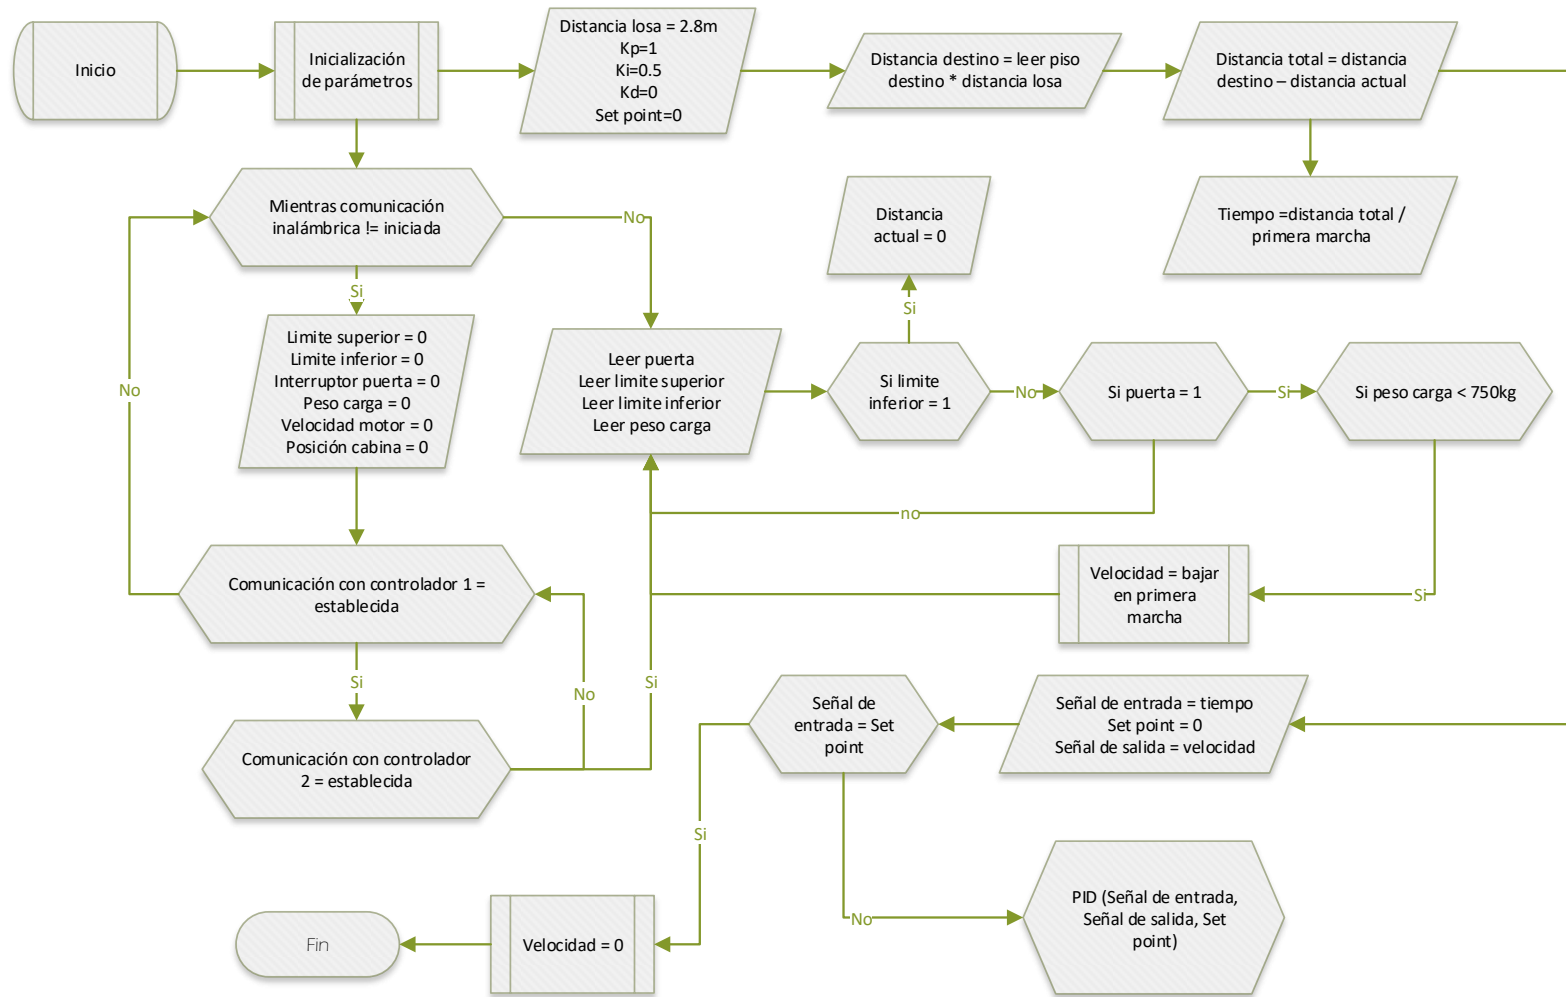 Inicio
Inicialización
de parámetros
Distancia losa = 2.8m
Kp=1
Ki=0.5
Kd=0
Set point=0
Distancia destino = leer piso
destino * distancia losa
Distancia total = distancia
destino – distancia actual
Mientras comunicación
inalámbrica != iniciada
No
Distancia
actual = 0
Tiempo =distancia total /
primera marcha
Si
Si
Limite superior = 0
Limite inferior = 0
Interruptor puerta = 0
Peso carga = 0
Velocidad motor = 0
Posición cabina = 0
No
Leer puerta
Leer limite superior
Leer limite inferior
Leer peso carga
Si limite
inferior = 1
No
Si puerta = 1
Si
Si peso carga < 750kg
no
Comunicación con controlador 1 =
establecida
Velocidad = bajar
en primera
marcha
Si
Si
No
Si
Comunicación con controlador
2 = establecida
Señal de
entrada = Set
point
Señal de entrada = tiempo
Set point = 0
Señal de salida = velocidad
Si
No
PID (Señal de entrada,
Señal de salida, Set
point)
Velocidad = 0
Fin